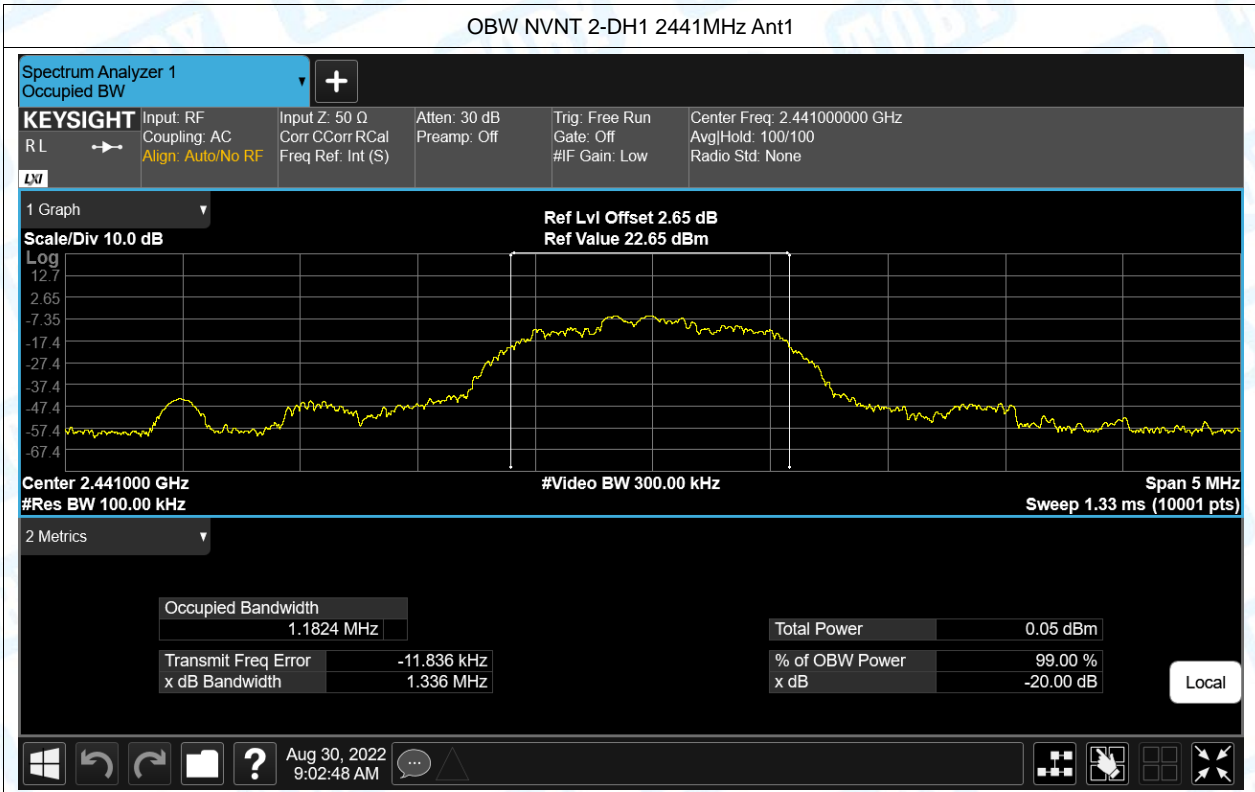 OBW NVNT 2-DH1 2441MHz Ant1
Spectrum Analyzer 1
Occupied BW
KEYSIGHT
R L
LXI
Input: RF
Coupling: AC
Align: Auto/No RF
Input Z: 50 Ω
Corr CCorr RCal
Freq Ref: Int (S)
Atten: 30 dB
Preamp: Off
Trig: Free Run
Gate: Off
#IF Gain: Low
Center Freq: 2.441000000 GHz
Avg|Hold: 100/100
Radio Std: None
1 Graph
Scale/Div 10.0 dB
Ref Lvl Offset 2.65 dB
Ref Value 22.65 dBm
Log
12.7
2.65
-7.35
-17.4
-27.4
-37.4
-47.4
-57.4
-67.4
Center 2.441000 GHz
#Video BW 300.00 kHz
Span 5 MHz
#Res BW 100.00 kHz
Sweep 1.33 ms (10001 pts)
2 Metrics
Occupied Bandwidth
1.1824 MHz
Total Power 0.05 dBm
Transmit Freq Error -11.836 kHz
% of OBW Power 99.00 %
x dB Bandwidth 1.336 MHz
x dB -20.00 dB
Local
Aug 30, 2022
9:02:48 AM